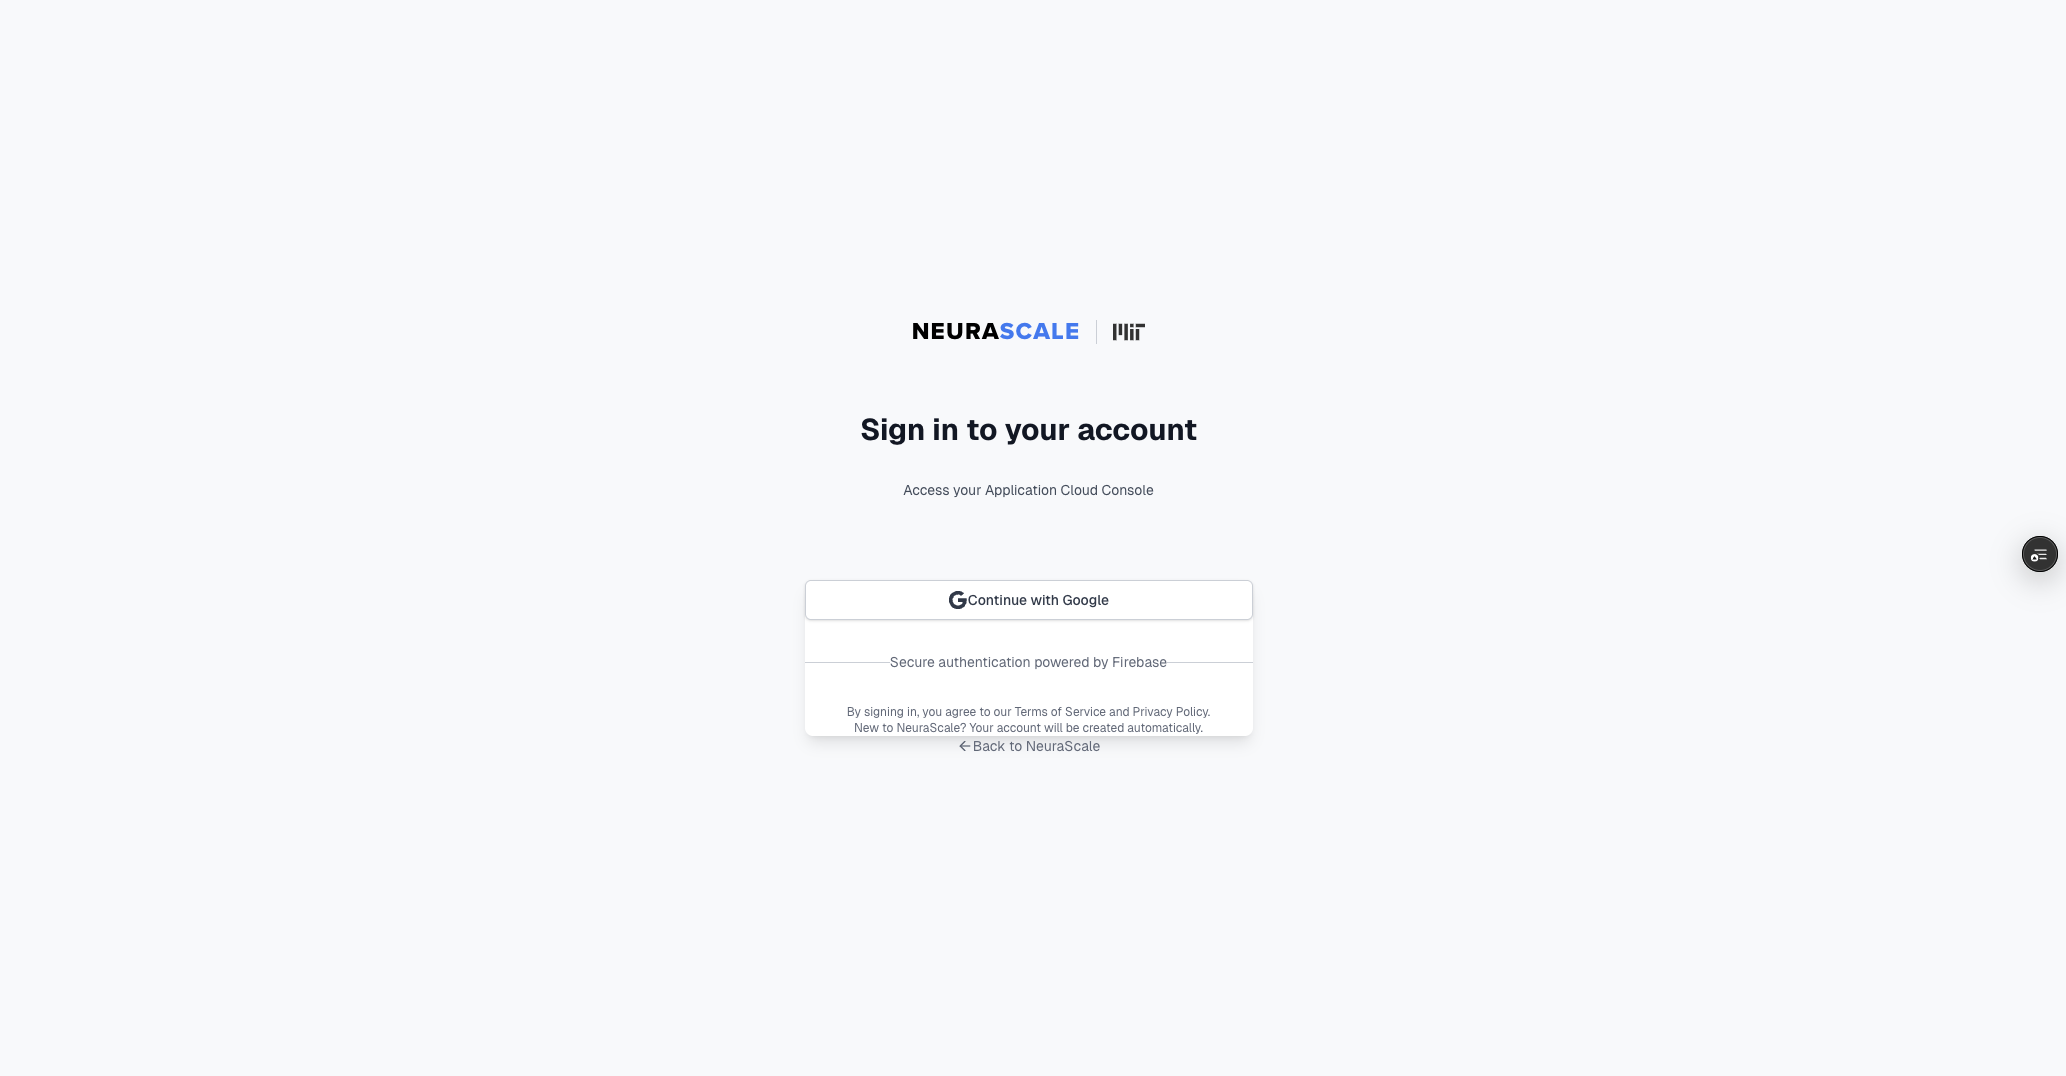 NEURASCALE MIT
Sign in to your account
Access your Application Cloud Console
Continue with Google
Secure authentication powered by Firebase
By signing in, you agree to our Terms of Service and Privacy Policy.
New to NeuraScale? Your account will be created automatically.
Back to NeuraScale